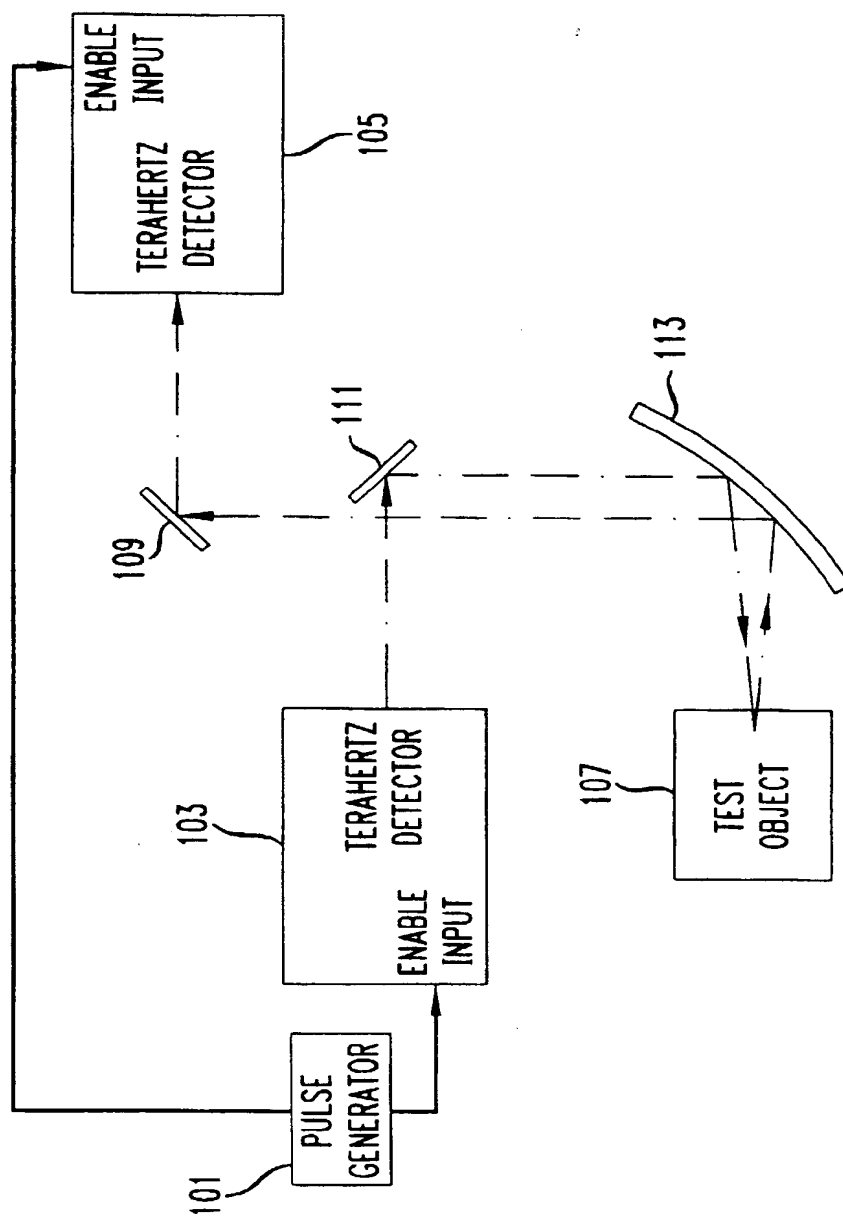 ENABLE
INPUT
TERAHERTZ
DETECTOR
105
109
111
113
103
TERAHERTZ
DETECTOR
ENABLE
INPUT
107
TEST
OBJECT
101
PULSE
GENERATOR